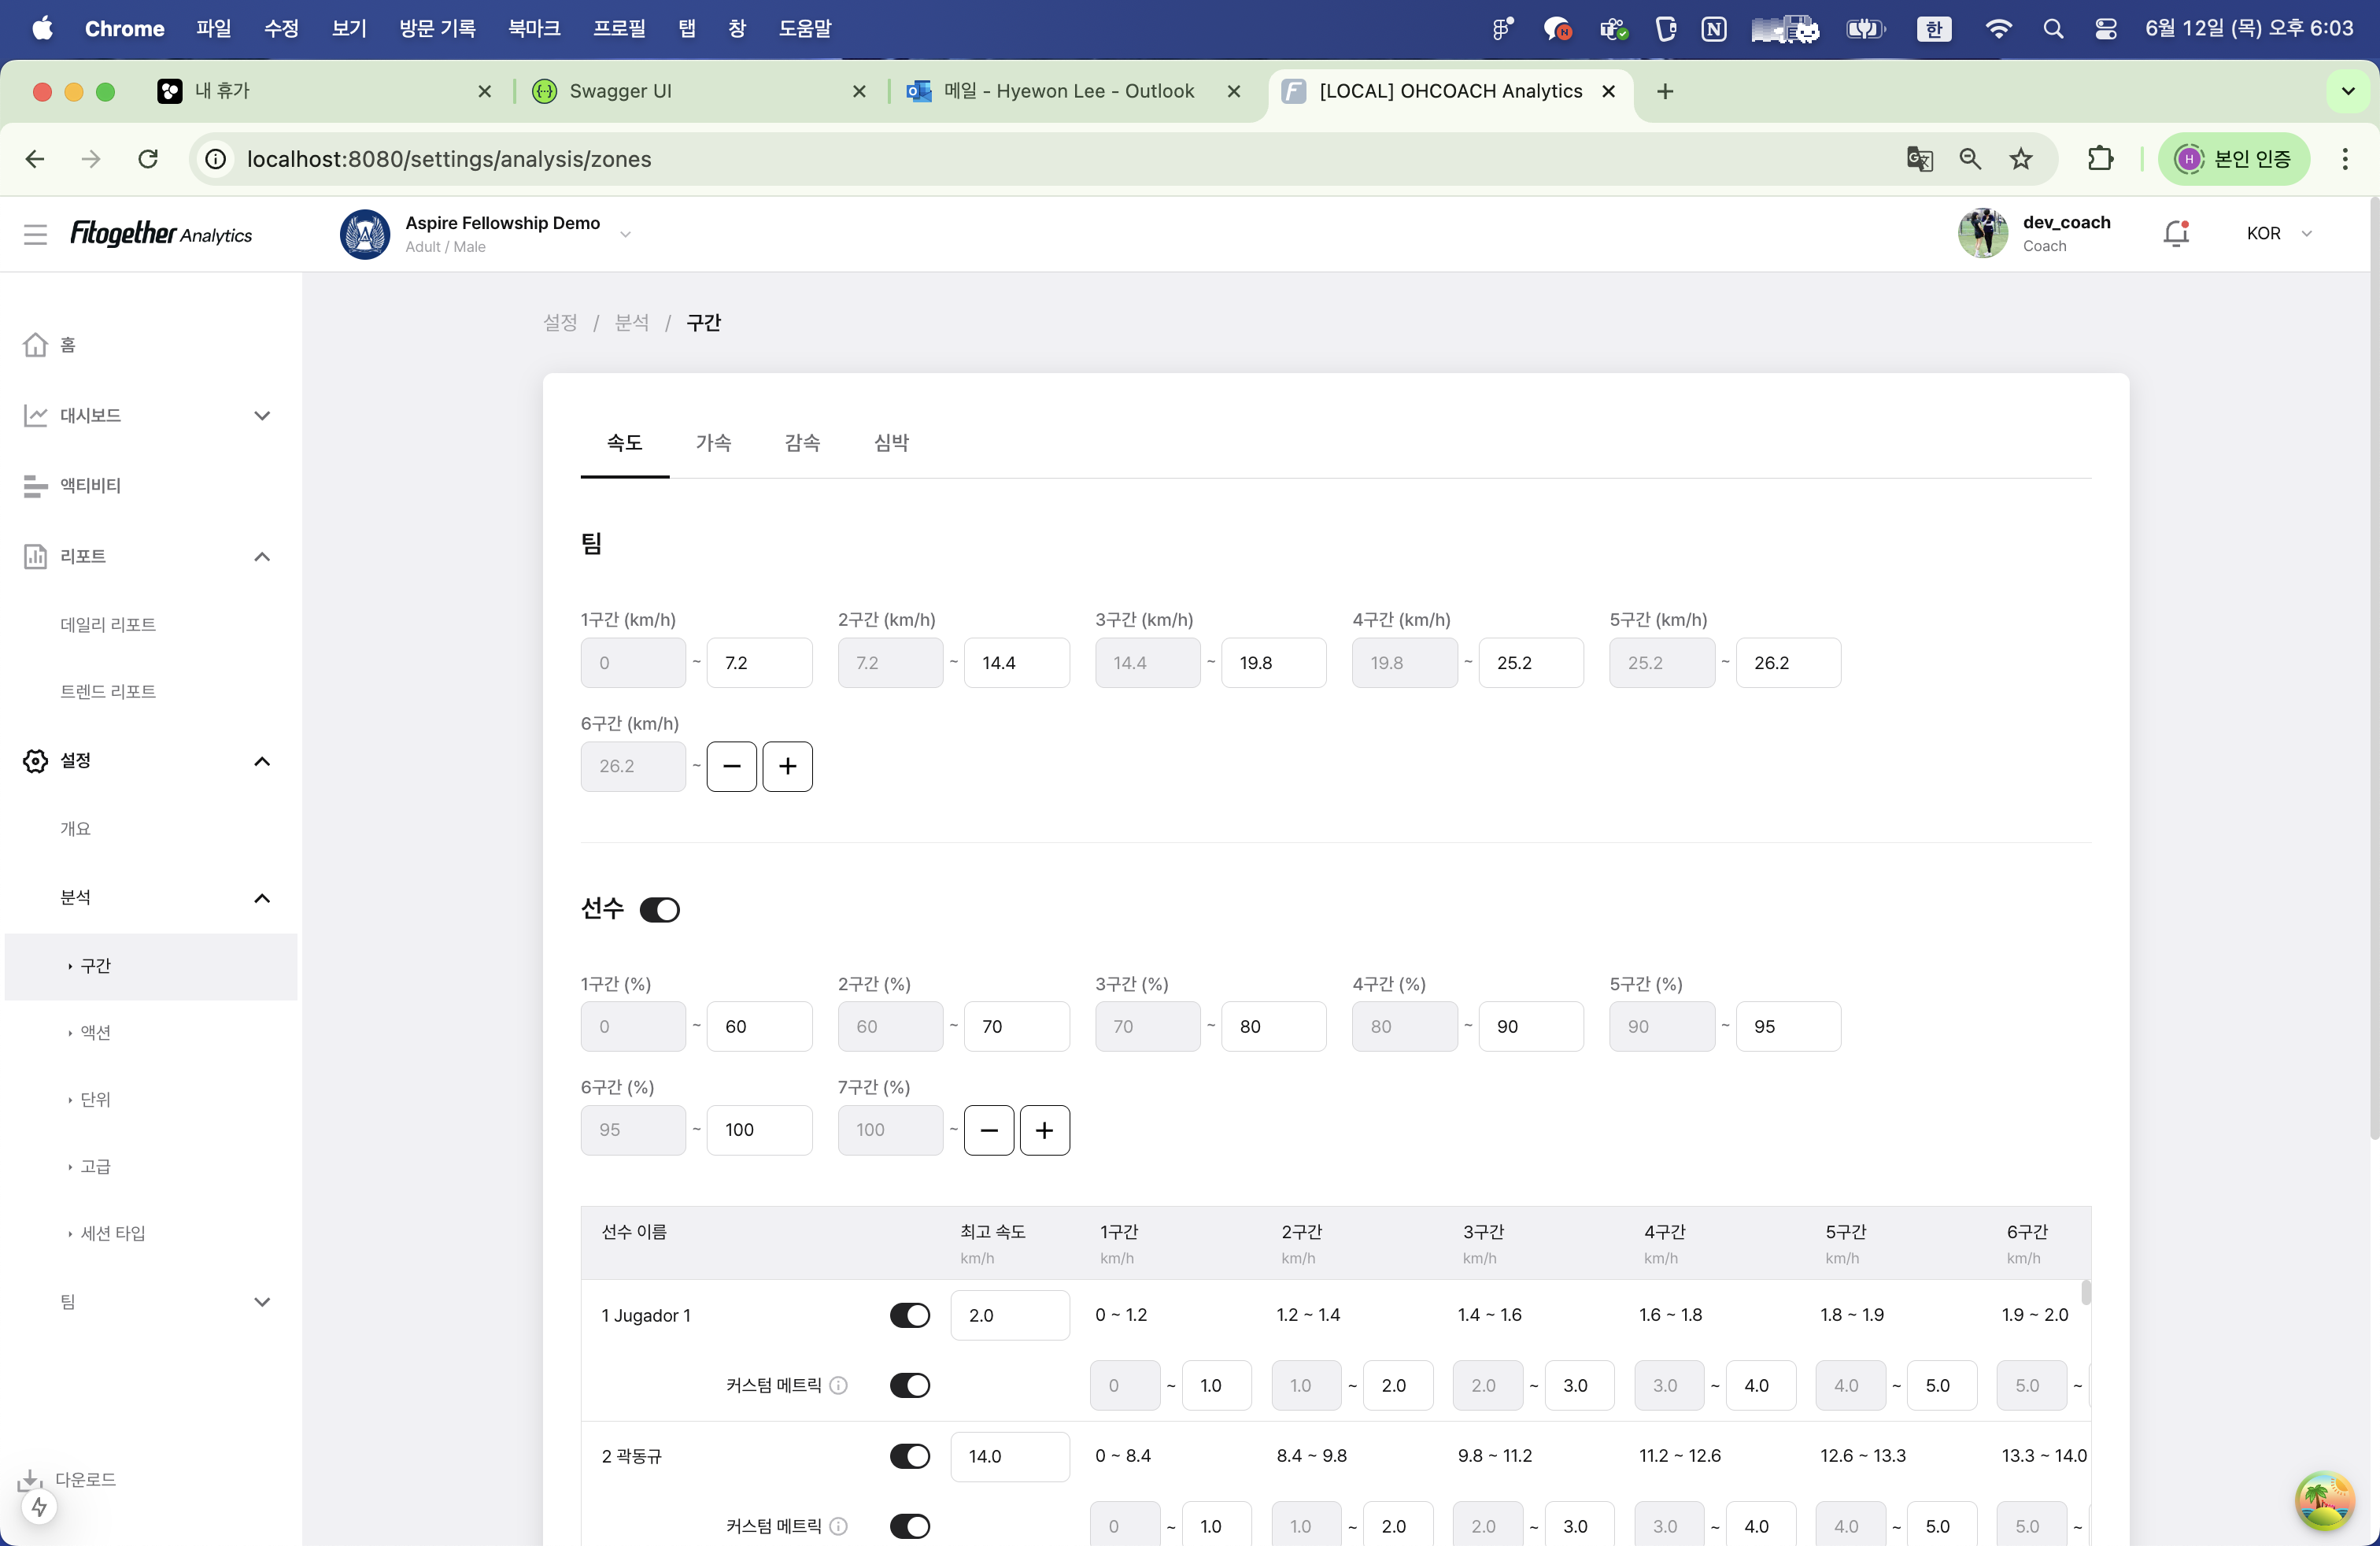 Chrome 파일 수정 보기 방문 기록 북마크 프로필 탭 창 도움말 한 6월 12일 (목) 오후 6:03
내 휴가 Swagger UI 메일 - Hyewon Lee - Outlook [LOCAL] OHCOACH Analytics
localhost:8080/settings/analysis/zones H 본인 인증
Fitogether Analytics
Aspire Fellowship Demo
Adult / Male
dev_coach
Coach
KOR
홈
대시보드
액티비티
리포트
데일리 리포트
트렌드 리포트
설정
개요
분석
구간
액션
단위
고급
세션 타입
팀
다운로드
설정 / 분석 / 구간
속도 가속 감속 심박
팀
1구간 (km/h) 2구간 (km/h) 3구간 (km/h) 4구간 (km/h) 5구간 (km/h)
0 ~ 7.2 7.2 ~ 14.4 14.4 ~ 19.8 19.8 ~ 25.2 25.2 ~ 26.2
6구간 (km/h)
26.2 ~ − +
선수
1구간 (%) 2구간 (%) 3구간 (%) 4구간 (%) 5구간 (%)
0 ~ 60 60 ~ 70 70 ~ 80 80 ~ 90 90 ~ 95
6구간 (%) 7구간 (%)
95 ~ 100 100 ~ − +
선수 이름 최고 속도 1구간 2구간 3구간 4구간 5구간 6구간
km/h km/h km/h km/h km/h km/h km/h
1 Jugador 1 2.0 0 ~ 1.2 1.2 ~ 1.4 1.4 ~ 1.6 1.6 ~ 1.8 1.8 ~ 1.9 1.9 ~ 2.0
커스텀 메트릭 0 ~ 1.0 1.0 ~ 2.0 2.0 ~ 3.0 3.0 ~ 4.0 4.0 ~ 5.0 5.0 ~
2 곽동규 14.0 0 ~ 8.4 8.4 ~ 9.8 9.8 ~ 11.2 11.2 ~ 12.6 12.6 ~ 13.3 13.3 ~ 14.0
커스텀 메트릭 0 ~ 1.0 1.0 ~ 2.0 2.0 ~ 3.0 3.0 ~ 4.0 4.0 ~ 5.0 5.0 ~